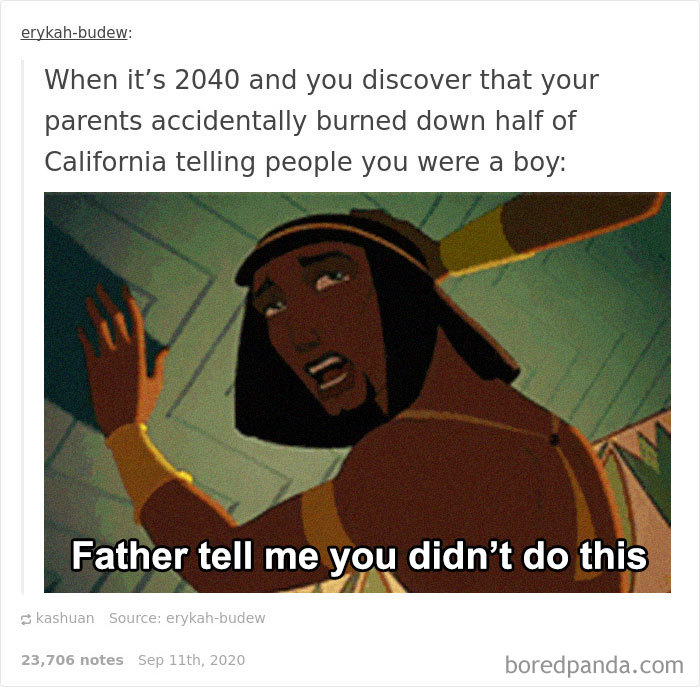 erykah-budew:
When it’s 2040 and you discover that your
parents accidentally burned down half of
California telling people you were a boy:
Father tell me you didn’t do this
kashuan Source: erykah-budew
23,706 notes Sep 11th, 2020
boredpanda.com